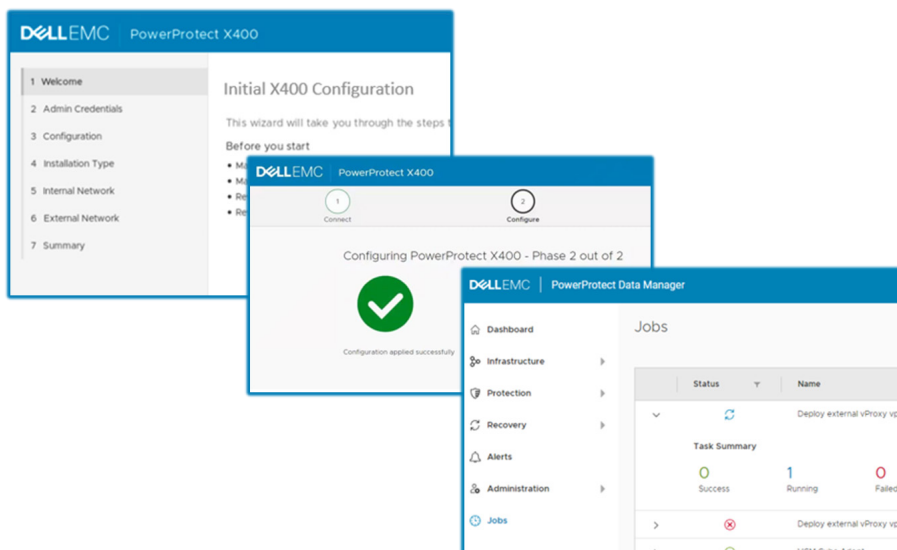 DELLEMC PowerProtect X400
1 Welcome
2 Admin Credentials
3 Configuration
4 Installation Type
5 Internal Network
6 External Network
7 Summary
Initial X400 Configuration
This wizard will take you through the steps
Before you start
DELLEMC PowerProtect X400
1
Connect
2
Configure
Configuring PowerProtect X400 - Phase 2 out of 2
Configuration applied successfully
DELLEMC PowerProtect Data Manager
Dashboard
Infrastructure
Protection
Recovery
Alerts
Administration
Jobs
Jobs
Status Name
Deploy external vProxy
Task Summary
0 1 0
Success Running Failed
Deploy external vProxy